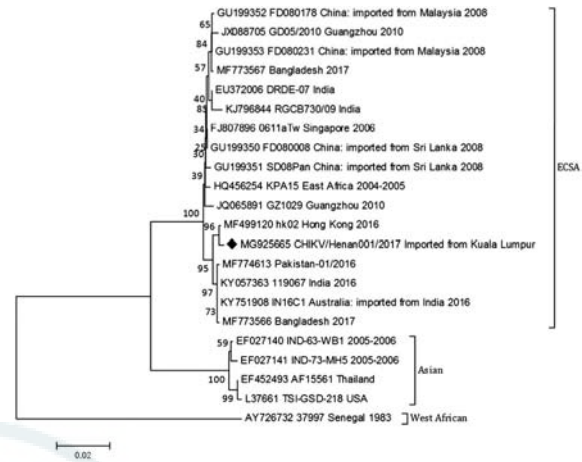 GU199352 FD080178 China: imported from Malaysia 2008
65
JX088705 GD05/2010 Guangzhou 2010
84
GU199353 FD080231 China: imported from Malaysia 2008
57
MF773567 Bangladesh 2017
EU372006 DRDE-07 India
40
85
KJ796844 RGCB730/09 India
34
FJ807896 0611aTw Singapore 2006
25
GU199350 FD080008 China: imported from Sri Lanka 2008
30
GU199351 SD08Pan China: imported from Sri Lanka 2008
ECSA
39
HQ456254 KPA15 East Africa 2004-2005
JQ065891 GZ1029 Guangzhou 2010
100
96
MF499120 hk02 Hong Kong 2016
MG925665 CHIKV/Henan001/2017 Imported from Kuala Lumpur
95
MF774613 Pakistan-01/2016
KY057363 119067 India 2016
97
KY751908 IN16C1 Australia: imported from India 2016
73
MF773566 Bangladesh 2017
59
EF027140 IND-63-WB1 2005-2006
EF027141 IND-73-MH5 2005-2006
Asian
100
EF452493 AF15561 Thailand
99
L37661 TSI-GSD-218 USA
AY726732 37997 Senegal 1983
West African
0.02